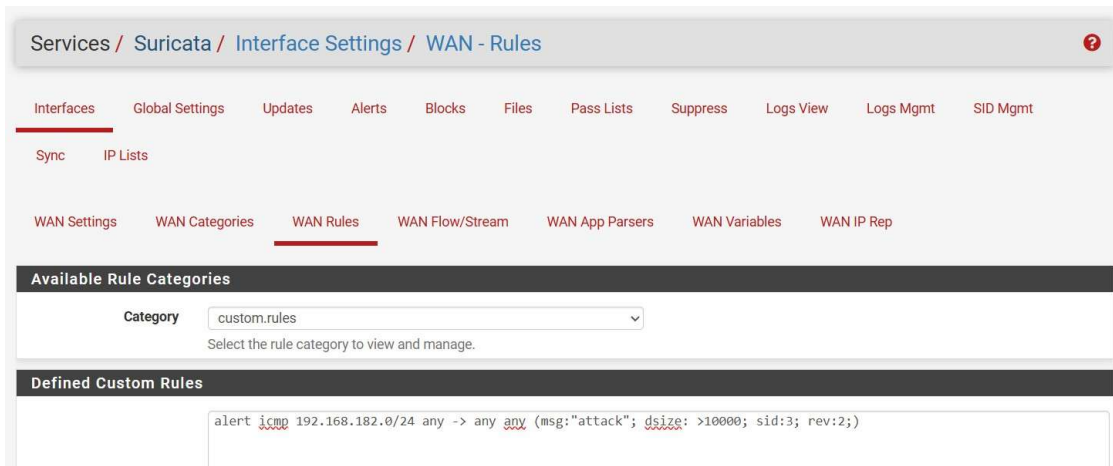 Services / Suricata / Interface Settings / WAN - Rules
Interfaces Global Settings Updates Alerts Blocks Files Pass Lists Suppress Logs View Logs Mgmt SID Mgmt
Sync IP Lists
WAN Settings WAN Categories WAN Rules WAN Flow/Stream WAN App Parsers WAN Variables WAN IP Rep
Available Rule Categories
Category custom.rules
Select the rule category to view and manage.
Defined Custom Rules
alert icmp 192.168.182.0/24 any -> any any (msg:"attack"; dsize: >10000; sid:3; rev:2;)